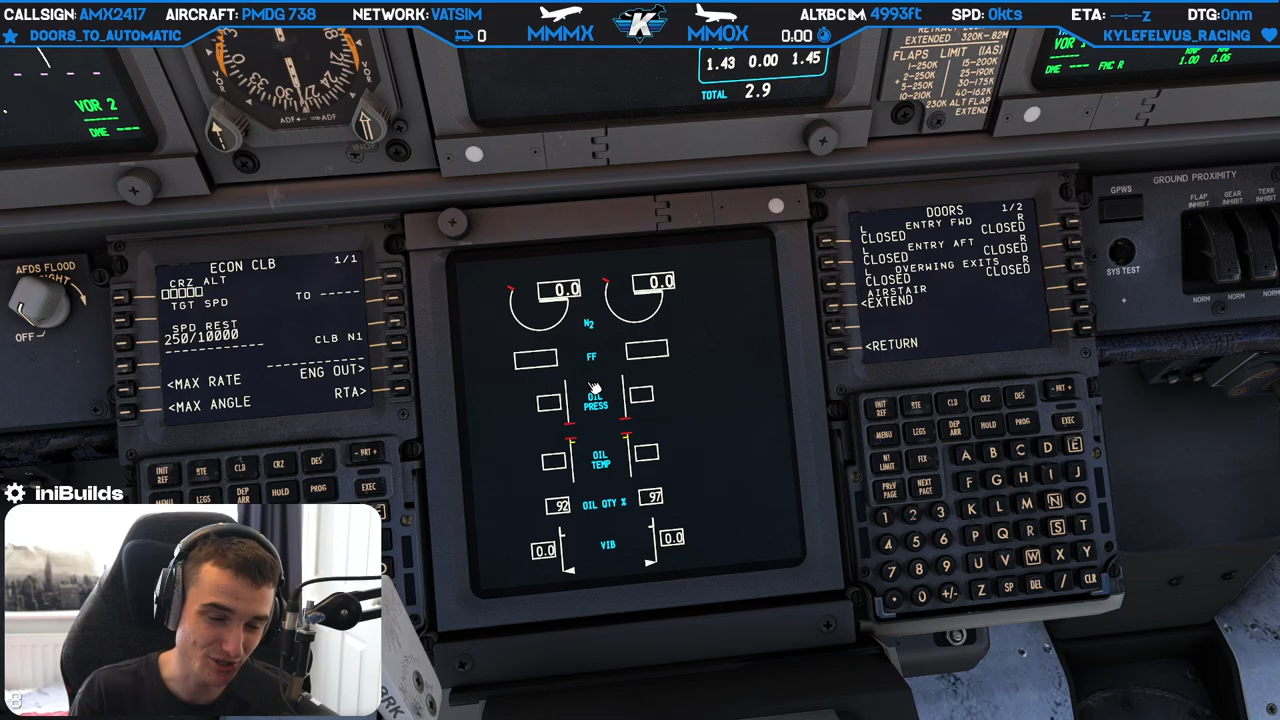 CALLSIGN: AMX2417 AIRCRAFT: PMDG 738 NETWORK: VATSIM
SPD: 0kts ETA: --:--z DTG: 0nm
DOORS_TO_AUTOMATIC
0
MMMX
K
MMOX
0.00
KYLEFELVUS_RACING
4993ft
VOR 2
DME ---
ADF ADF
VOR
INOP
1.43 0.00 1.45
TOTAL 2.9
EXTENDED 320K-.82M
FLAPS LIMIT (IAS)
1-250K 15-200K
2-250K 25-190K
5-250K 30-175K
10-210K 40-162K
230K ALT FLAP
EXTEND
VOR 1
DME --- FMC R
1.00 0.06
AFDS FLOOD
OFF
ECON CLB 1/1
CRZ ALT
□□□□□
TGT SPD TO -----
SPD REST
250/10000 CLB N1
ENG OUT>
<MAX RATE
RTA>
<MAX ANGLE
0.0 0.0
N2
FF
OIL PRESS
OIL TEMP
92 OIL QTY % 97
0.0 VIB 0.0
DOORS 1/2
L ENTRY FWD R
CLOSED CLOSED
L ENTRY AFT R
CLOSED CLOSED
L OVERWING EXITS R
CLOSED CLOSED
AIRSTAIR
<EXTEND
<RETURN
GROUND PROXIMITY
GPWS
FLAP INHIBIT GEAR INHIBIT TERR INHIBIT
SYS TEST
NORM NORM NORM
INIT REF RTE CLB CRZ DES - BRT +
LEGS DEP ARR HOLD PROG EXEC
INIT REF RTE CLB CRZ DES - BRT +
MENU LEGS DEP ARR HOLD PROG EXEC
N1 LIMIT FIX A B C D E
PREV PAGE NEXT PAGE F G H I J
1 2 3 K L M N O
4 5 6 P Q R S T
7 8 9 U V W X Y
. 0 +/- Z SP DEL / CLR
iniBuilds